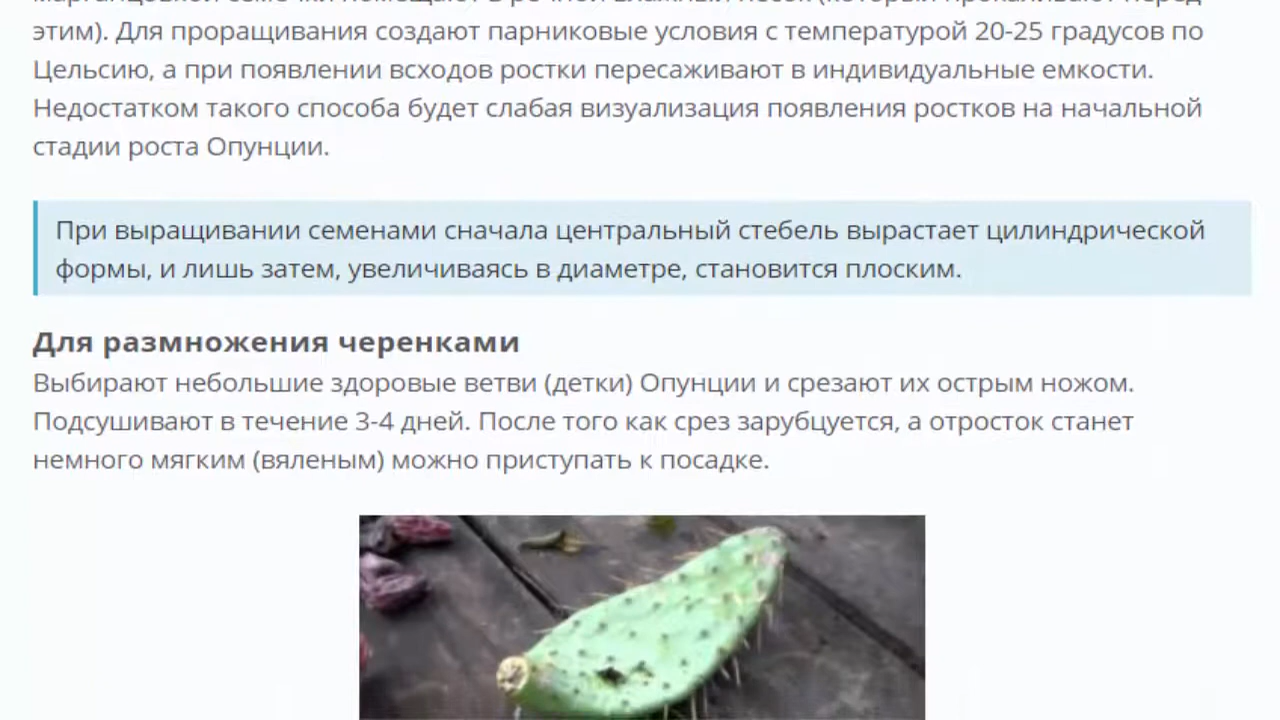 этим). Для проращивания создают парниковые условия с температурой 20-25 градусов по
Цельсию, а при появлении всходов ростки пересаживают в индивидуальные емкости.
Недостатком такого способа будет слабая визуализация появления ростков на начальной
стадии роста Опунции.
При выращивании семенами сначала центральный стебель вырастает цилиндрической
формы, и лишь затем, увеличиваясь в диаметре, становится плоским.
Для размножения черенками
Выбирают небольшие здоровые ветви (детки) Опунции и срезают их острым ножом.
Подсушивают в течение 3-4 дней. После того как срез зарубцуется, а отросток станет
немного мягким (вяленым) можно приступать к посадке.